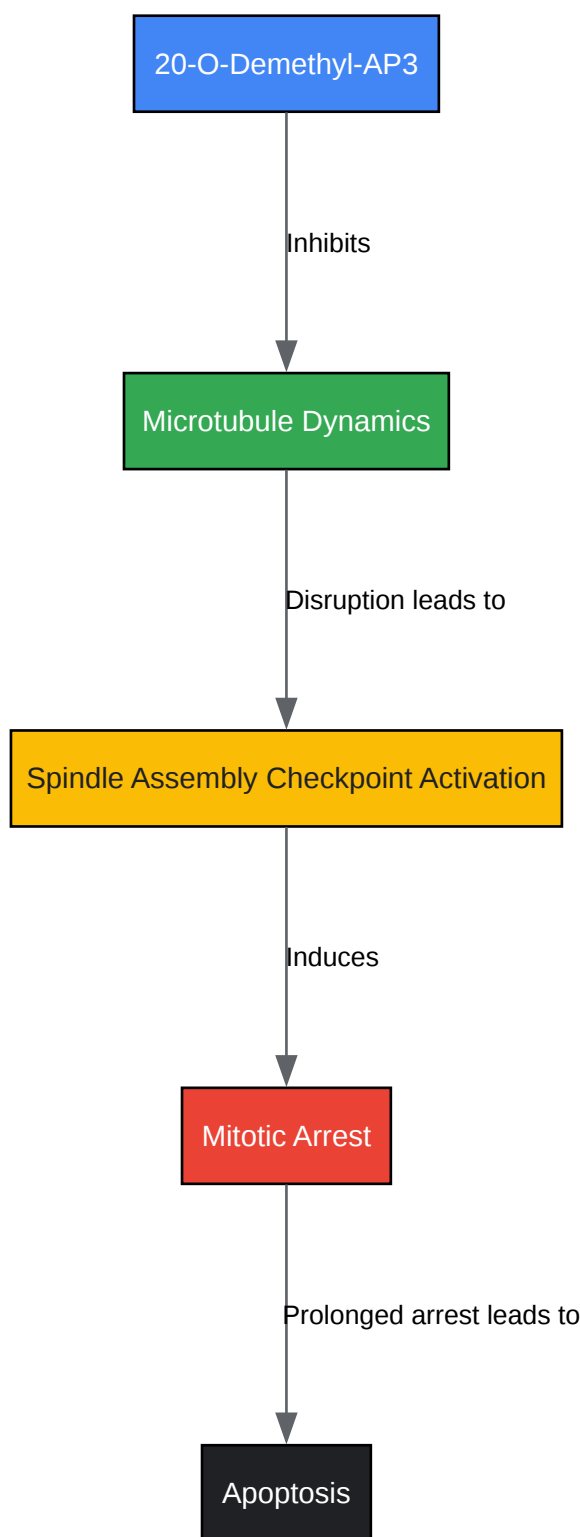 20-O-Demethyl-AP3
Inhibits
Microtubule Dynamics
Disruption leads to
Spindle Assembly Checkpoint Activation
Induces
Mitotic Arrest
Prolonged arrest leads to
Apoptosis